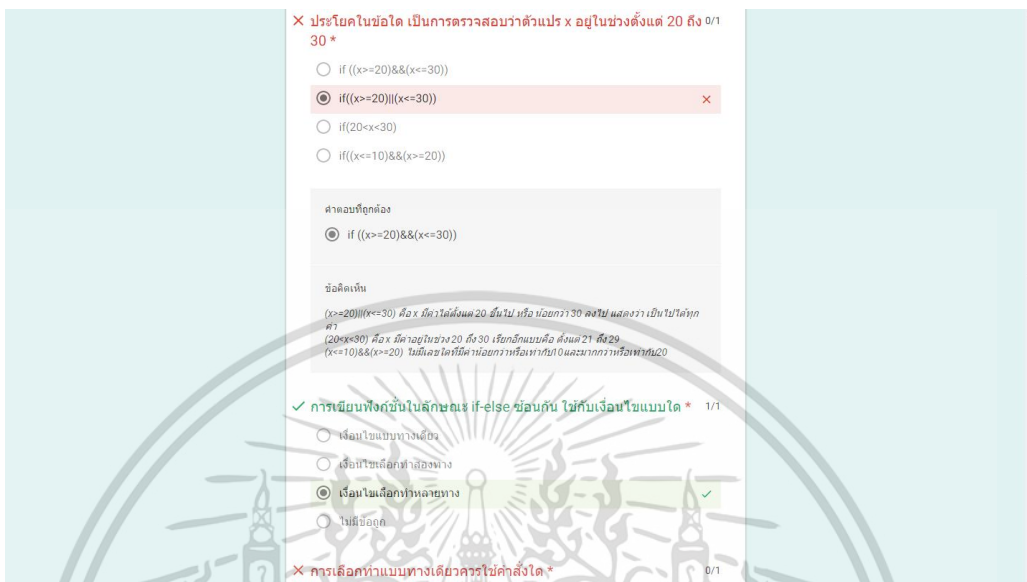 ประโยคในข้อใด เป็นการตรวจสอบว่าตัวแปร x อยู่ในช่วงตั้งแต่ 20 ถึง 0/1
30 *
if ((x>=20)&&(x<=30))
if((x>=20)||(x<=30))
if(20<x<30)
if((x<=10)&&(x>=20))
คำตอบที่ถูกต้อง
if ((x>=20)&&(x<=30))
ข้อคิดเห็น
(x>=20)||(x<=30) คือ x มีค่าได้ตั้งแต่ 20 ขึ้นไป หรือ น้อยกว่า 30 ลงไป แสดงว่า เป็นไปได้ทุก
ค่า
(20<x<30) คือ x มีค่าอยู่ในช่วง 20 ถึง 30 เรียกอีกแบบคือ ตั้งแต่ 21 ถึง 29
(x<=10)&&(x>=20) ไม่มีเลขใดที่มีค่าน้อยกว่าหรือเท่ากับ10และมากกว่าหรือเท่ากับ20
การเขียนฟังก์ชั่นในลักษณะ if-else ซ้อนกัน ใช้กับเงื่อนไขแบบใด * 1/1
เงื่อนไขแบบทางเดียว
เงื่อนไขเลือกทำสองทาง
เงื่อนไขเลือกทำหลายทาง
ไม่มีข้อถูก
การเลือกทำแบบทางเดียวควรใช้คำสั่งใด * 0/1